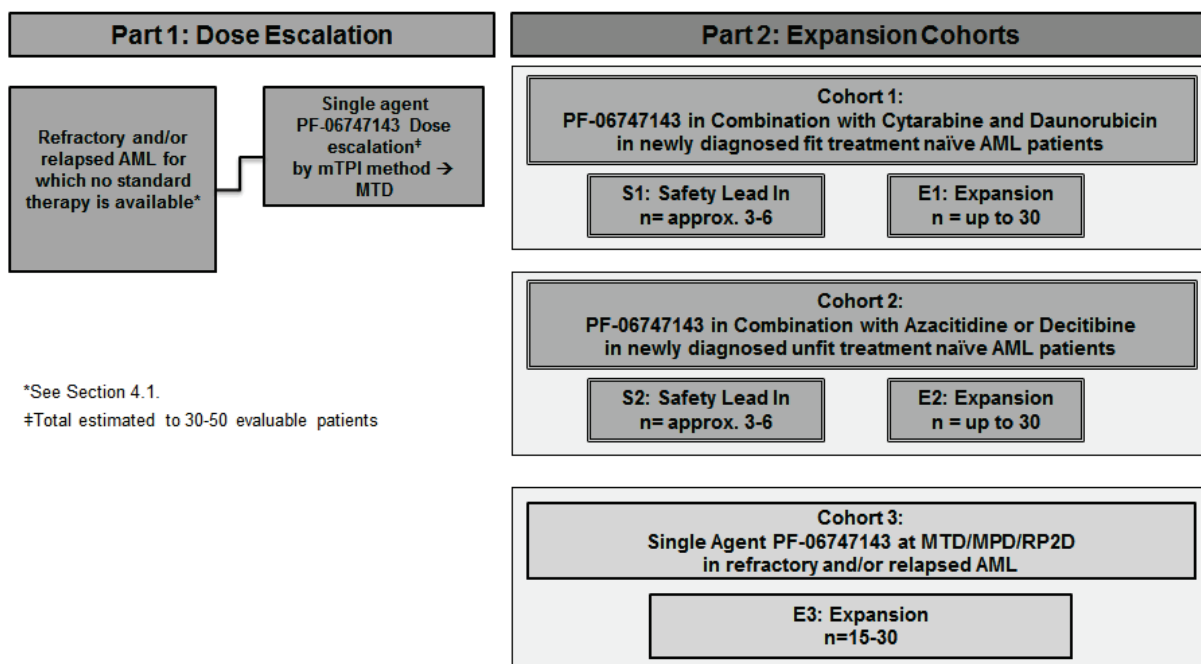 Part 1: Dose Escalation
Refractory and/or
relapsed AML for
which no standard
therapy is available*
Single agent
PF-06747143 Dose
escalation‡
by mTPI method →
MTD
*See Section 4.1.
‡Total estimated to 30-50 evaluable patients
Part 2: Expansion Cohorts
Cohort 1:
PF-06747143 in Combination with Cytarabine and Daunorubicin
in newly diagnosed fit treatment naïve AML patients
S1: Safety Lead In
n= approx. 3-6
E1: Expansion
n = up to 30
Cohort 2:
PF-06747143 in Combination with Azacitidine or Decitibine
in newly diagnosed unfit treatment naïve AML patients
S2: Safety Lead In
n= approx. 3-6
E2: Expansion
n = up to 30
Cohort 3:
Single Agent PF-06747143 at MTD/MPD/RP2D
in refractory and/or relapsed AML
E3: Expansion
n=15-30